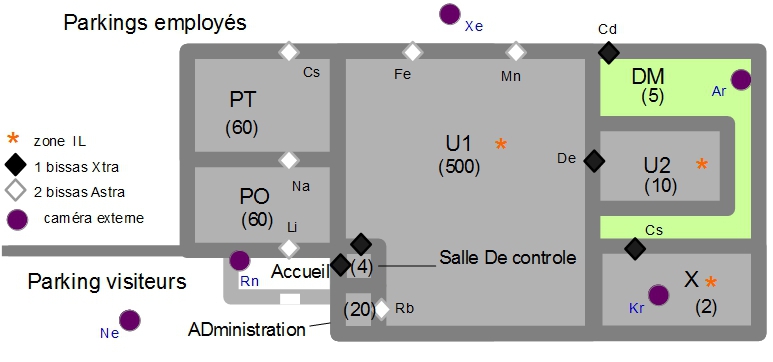 Parkings employés
Xe
Cd
Cs
Fe
Mn
DM
(5)
Ar
PT
(60)
zone IL
1 bissas Xtra
2 bissas Astra
caméra externe
U1
(500)
De
U2
(10)
Na
PO
(60)
Li
Cs
Salle De controle
Accueil
(4)
Rn
Parking visiteurs
X
(2)
Kr
(20)
Rb
ADministration
Ne